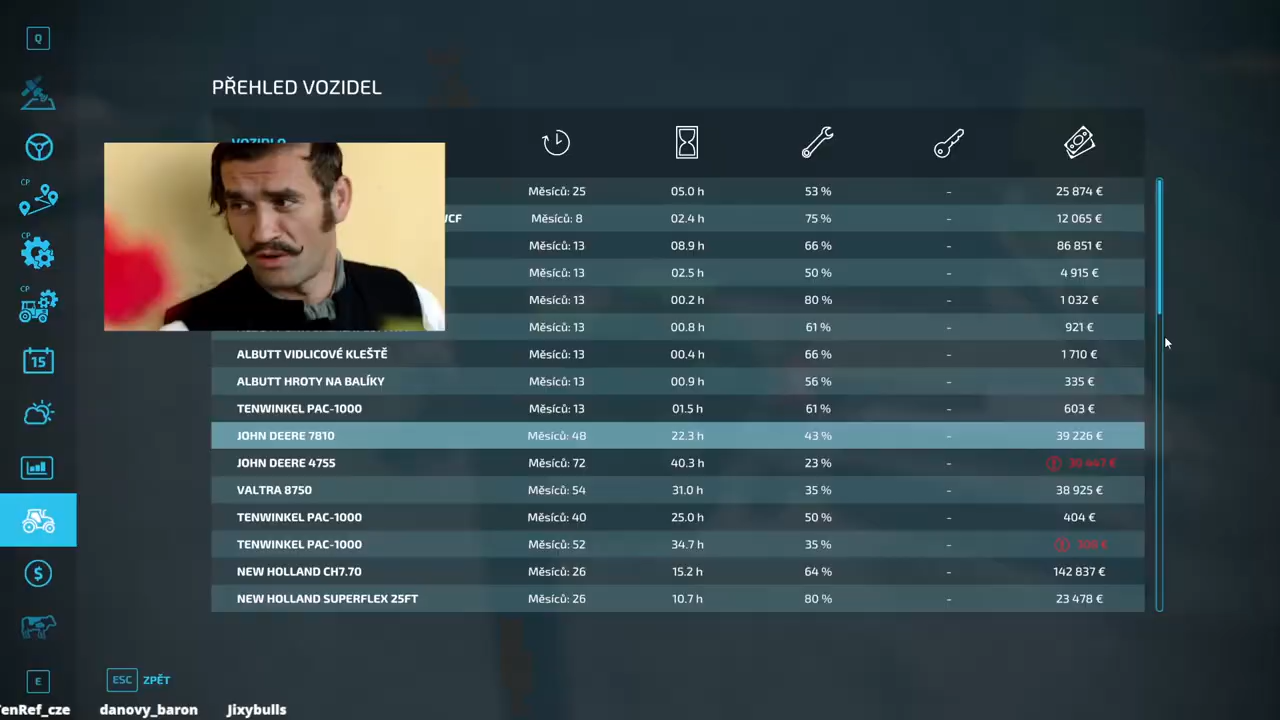 Q
PŘEHLED VOZIDEL
VOZIDLO
Měsíců: 25 05.0 h 53 % - 25 874 €
VCF Měsíců: 8 02.4 h 75 % - 12 065 €
Měsíců: 13 08.9 h 66 % - 86 851 €
CP
Měsíců: 13 02.5 h 50 % - 4 915 €
CP
Měsíců: 13 00.2 h 80 % - 1 032 €
CP
Měsíců: 13 00.8 h 61 % - 921 €
ALBUTT VIDLICOVÉ KLEŠTĚ Měsíců: 13 00.4 h 66 % - 1 710 €
15
ALBUTT HROTY NA BALÍKY Měsíců: 13 00.9 h 56 % - 335 €
TENWINKEL PAC-1000 Měsíců: 13 01.5 h 61 % - 603 €
JOHN DEERE 7810 Měsíců: 48 22.3 h 43 % - 39 226 €
JOHN DEERE 4755 Měsíců: 72 40.3 h 23 % - 30 447 €
VALTRA 8750 Měsíců: 54 31.0 h 35 % - 38 925 €
TENWINKEL PAC-1000 Měsíců: 40 25.0 h 50 % - 404 €
TENWINKEL PAC-1000 Měsíců: 52 34.7 h 35 % - 309 €
NEW HOLLAND CH7.70 Měsíců: 26 15.2 h 64 % - 142 837 €
NEW HOLLAND SUPERFLEX 25FT Měsíců: 26 10.7 h 80 % - 23 478 €
E
ESC ZPĚT
enRef_cze danovy_baron Jixybulls